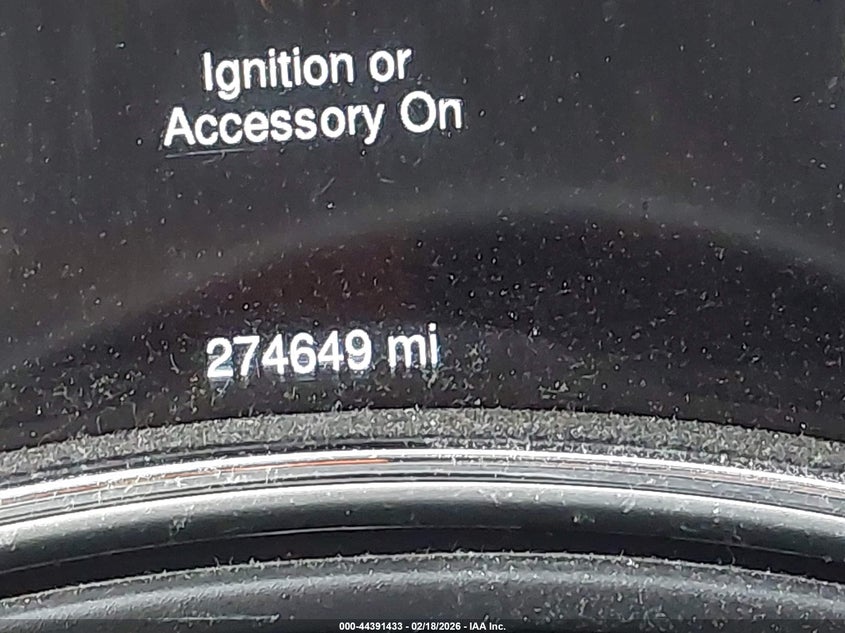 Ignition or
Accessory On
274649 mi
000-44391433 - 02/18/2026 - IAA Inc.